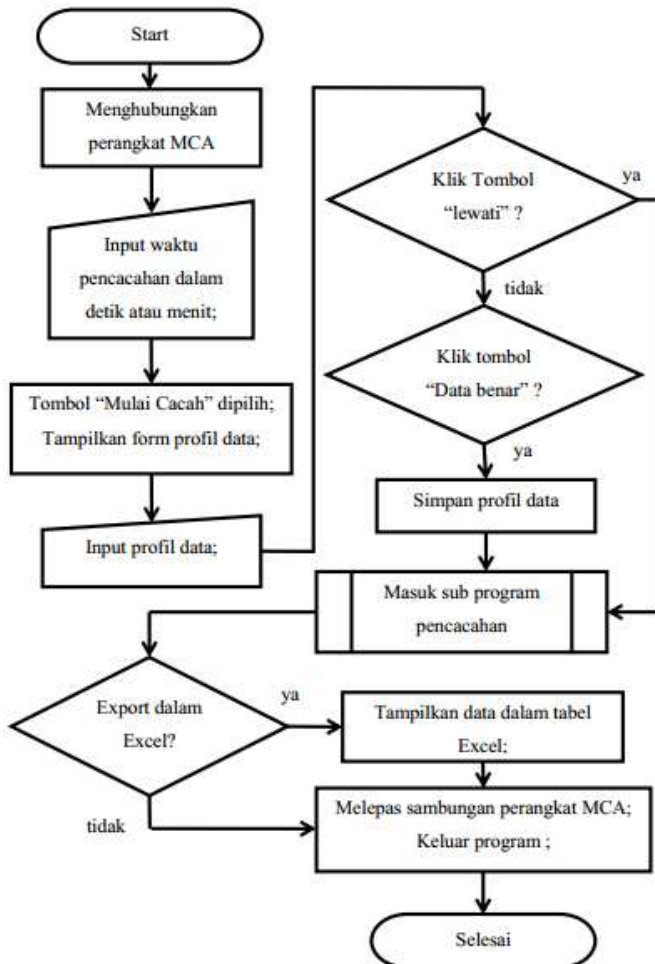 Start
Menghubungkan
perangkat MCA
Input waktu
pencacahan dalam
detik atau menit;
Tombol “Mulai Cacah” dipilih;
Tampilkan form profil data;
Input profil data;
Klik Tombol
“lewati” ?
ya
tidak
Klik tombol
“Data benar” ?
ya
Simpan profil data
Masuk sub program
pencacahan
Export dalam
Excel?
ya
tidak
Tampilkan data dalam tabel
Excel;
Melepas sambungan perangkat MCA;
Keluar program ;
Selesai